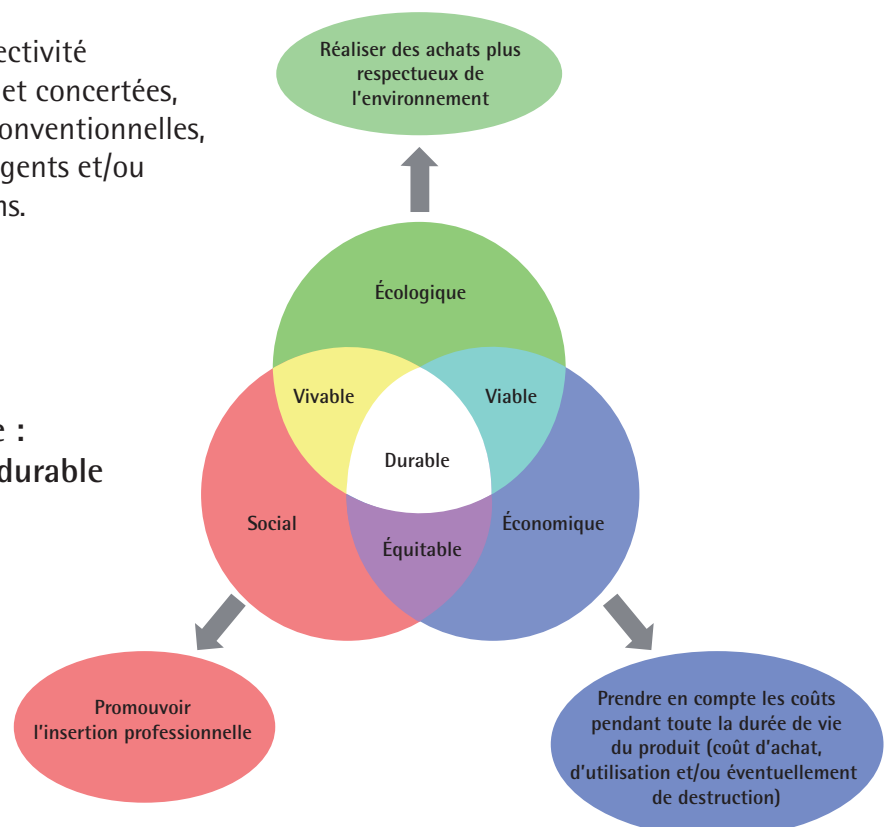 ectivité
et concertées,
onventionnelles,
gents et/ou
ns.
e :
durable
Réaliser des achats plus
respectueux de
l'environnement
Écologique
Vivable
Viable
Durable
Social
Équitable
Économique
Promouvoir
l'insertion professionnelle
Prendre en compte les coûts
pendant toute la durée de vie
du produit (coût d'achat,
d'utilisation et/ou éventuellement
de destruction)